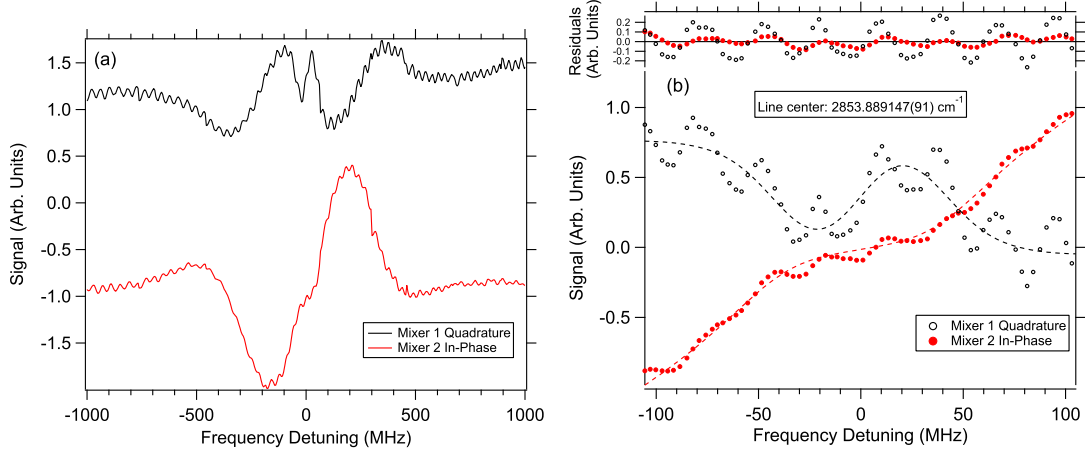 (a)
1.5
1.0
0.5
0.0
-0.5
-1.0
-1.5
Signal (Arb. Units)
Mixer 1 Quadrature
Mixer 2 In-Phase
-1000
-500
0
500
1000
Frequency Detuning (MHz)
Residuals
(Arb. Units)
0.2
0.1
0.0
-0.1
-0.2
(b)
Line center: 2853.889147(91) cm⁻¹
1.0
0.5
0.0
-0.5
Signal (Arb. Units)
Mixer 1 Quadrature
Mixer 2 In-Phase
-100
-50
0
50
100
Frequency Detuning (MHz)